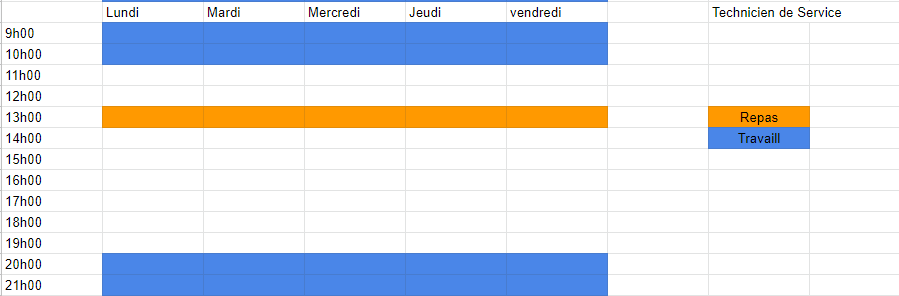 Lundi Mardi Mercredi Jeudi vendredi Technicien de Service
9h00
10h00
11h00
12h00
13h00 Repas
14h00 Travaill
15h00
16h00
17h00
18h00
19h00
20h00
21h00